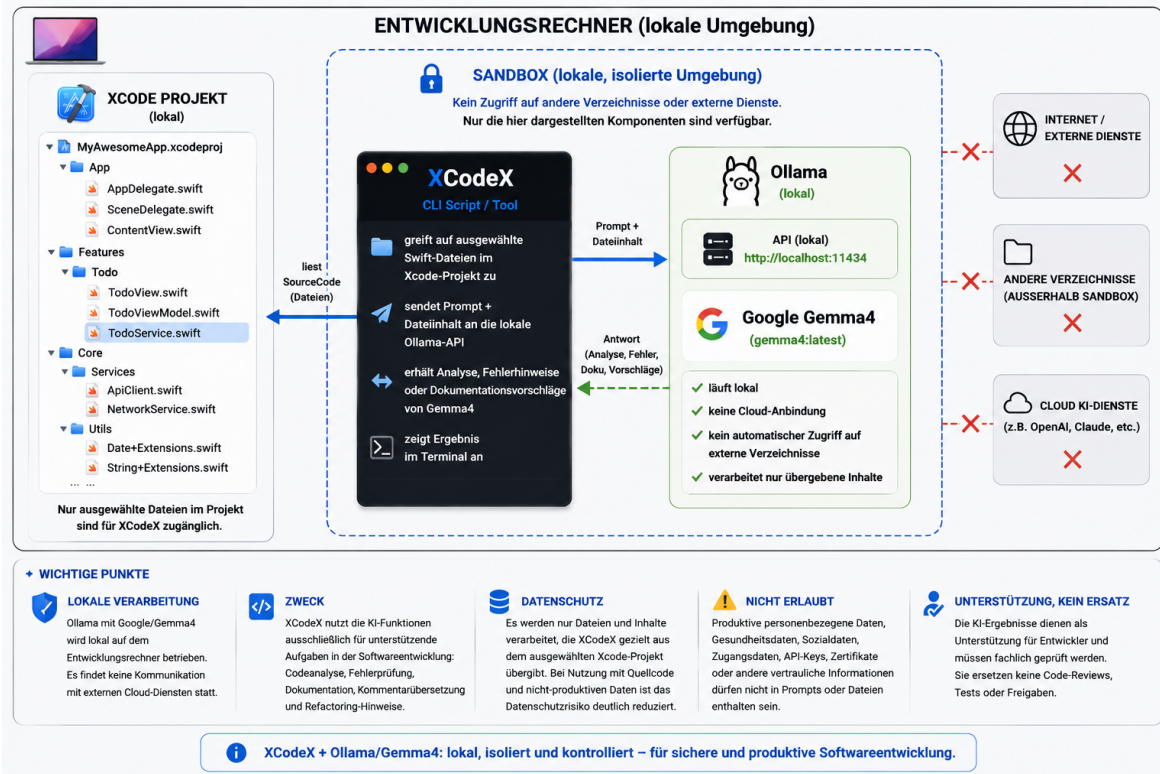 ENTWICKLUNGSRECHNER (lokale Umgebung)
XCODE PROJEKT
(lokal)
MyAwesomeApp.xcodeproj
App
AppDelegate.swift
SceneDelegate.swift
ContentView.swift
Features
Todo
TodoView.swift
TodoViewModel.swift
TodoService.swift
Core
Services
ApiClient.swift
NetworkService.swift
Utils
Date+Extensions.swift
String+Extensions.swift
... ...
Nur ausgewählte Dateien im Projekt
sind für XCodeX zugänglich.
liest
SourceCode
(Dateien)
SANDBOX (lokale, isolierte Umgebung)
Kein Zugriff auf andere Verzeichnisse oder externe Dienste.
Nur die hier dargestellten Komponenten sind verfügbar.
XCodeX
CLI Script / Tool
greift auf ausgewählte
Swift-Dateien im
Xcode-Projekt zu
sendet Prompt +
Dateiinhalt an die lokale
Ollama-API
erhält Analyse, Fehlerhinweise
oder Dokumentationsvorschläge
von Gemma4
zeigt Ergebnis
im Terminal an
Prompt +
Dateiinhalt
Antwort
(Analyse, Fehler,
Doku, Vorschläge)
Ollama
(lokal)
API (lokal)
http://localhost:11434
Google Gemma4
(gemma4:latest)
läuft lokal
keine Cloud-Anbindung
kein automatischer Zugriff auf
externe Verzeichnisse
verarbeitet nur übergebene Inhalte
INTERNET /
EXTERNE DIENSTE
ANDERE VERZEICHNISSE
(AUSSERHALB SANDBOX)
CLOUD KI-DIENSTE
(z.B. OpenAI, Claude, etc.)
WICHTIGE PUNKTE
LOKALE VERARBEITUNG
Ollama mit Google/Gemma4
wird lokal auf dem
Entwicklungsrechner betrieben.
Es findet keine Kommunikation
mit externen Cloud-Diensten statt.
ZWECK
XCodeX nutzt die KI-Funktionen
ausschließlich für unterstützende
Aufgaben in der Softwareentwicklung:
Codeanalyse, Fehlerprüfung,
Dokumentation, Kommentarübersetzung
und Refactoring-Hinweise.
DATENSCHUTZ
Es werden nur Dateien und Inhalte
verarbeitet, die XCodeX gezielt aus
dem ausgewählten Xcode-Projekt
übergibt. Bei Nutzung mit Quellcode
und nicht-produktiven Daten ist das
Datenschutzrisiko deutlich reduziert.
NICHT ERLAUBT
Produktive personenbezogene Daten,
Gesundheitsdaten, Sozialdaten,
Zugangsdaten, API-Keys, Zertifikate
oder andere vertrauliche Informationen
dürfen nicht in Prompts oder Dateien
enthalten sein.
UNTERSTÜTZUNG, KEIN ERSATZ
Die KI-Ergebnisse dienen als
Unterstützung für Entwickler und
müssen fachlich geprüft werden.
Sie ersetzen keine Code-Reviews,
Tests oder Freigaben.
XCodeX + Ollama/Gemma4: lokal, isoliert und kontrolliert – für sichere und produktive Softwareentwicklung.